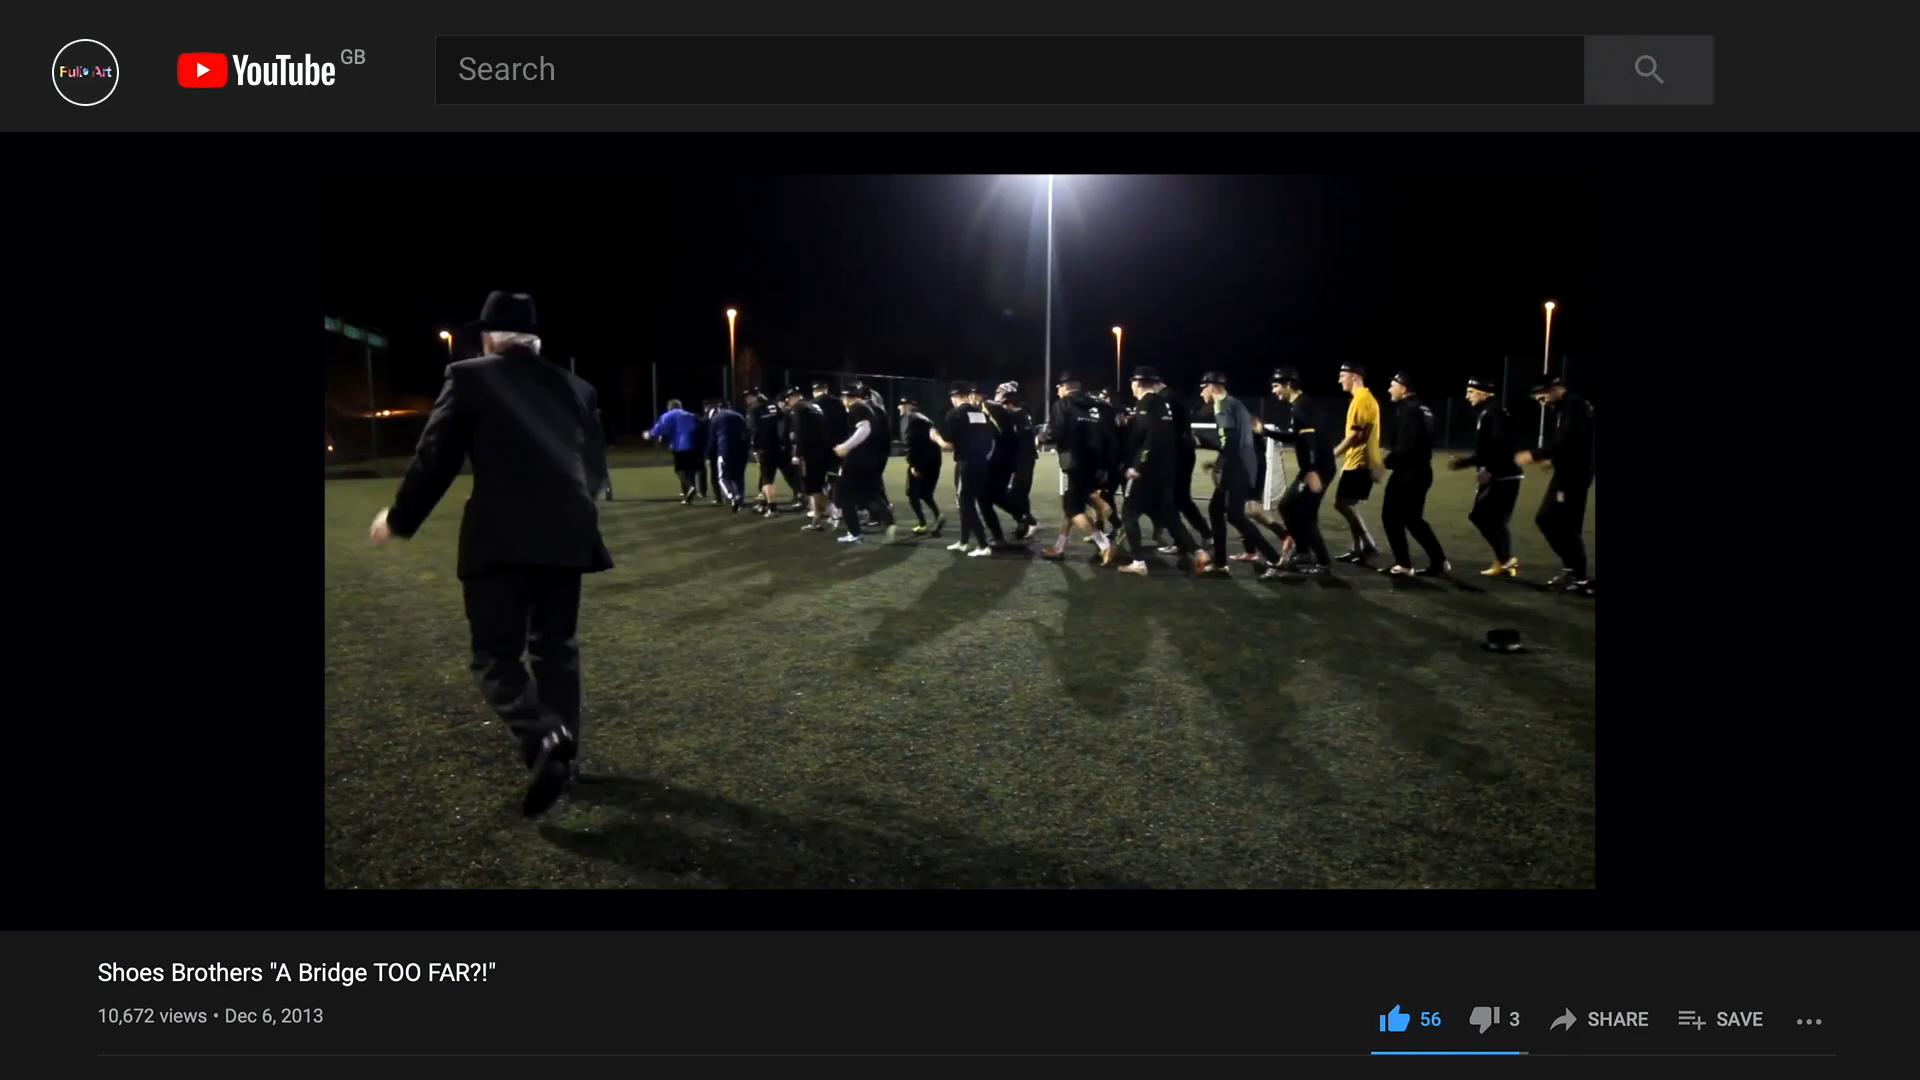 Fulio Art
YouTube GB
Search
Shoes Brothers "A Bridge TOO FAR?!"
10,672 views • Dec 6, 2013
56
3
SHARE
SAVE